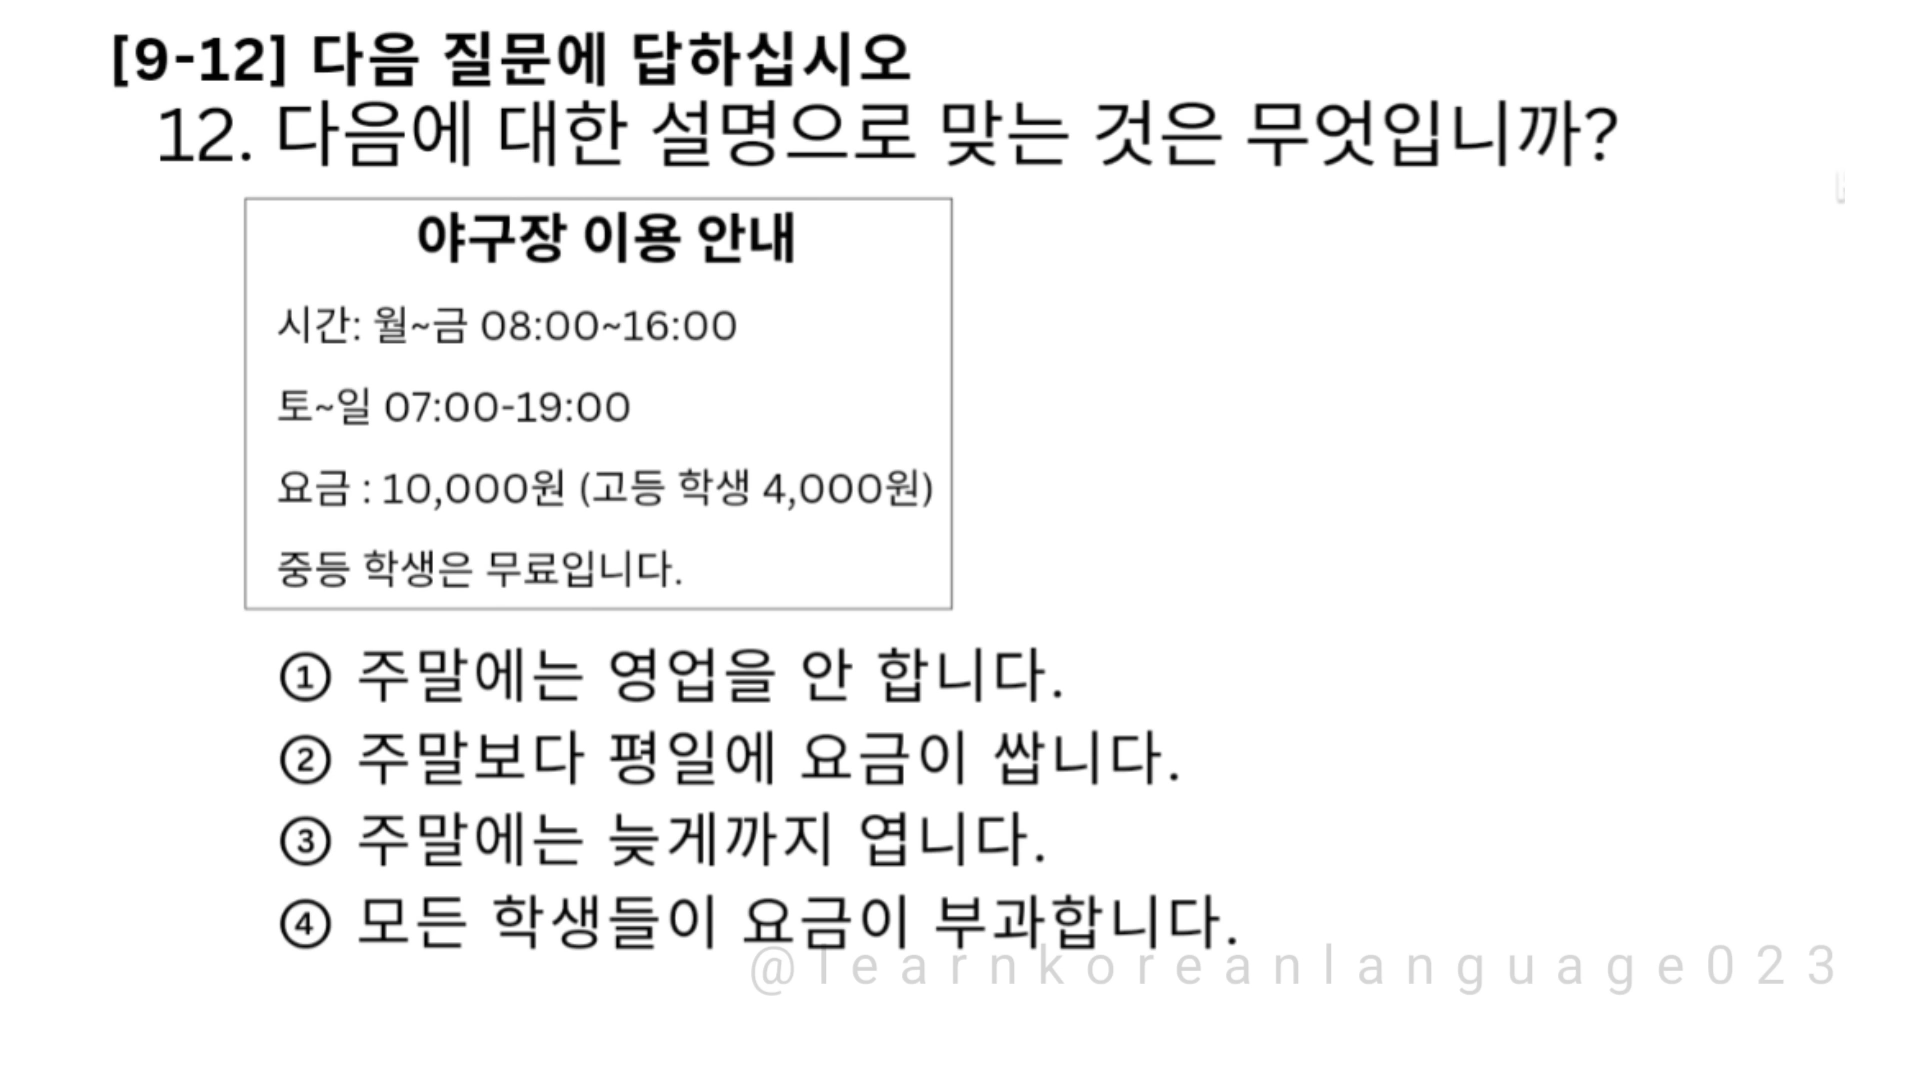 [9-12] 다음 질문에 답하십시오
12. 다음에 대한 설명으로 맞는 것은 무엇입니까?
야구장 이용 안내
시간: 월~금 08:00~16:00
토~일 07:00-19:00
요금 : 10,000원 (고등 학생 4,000원)
중등 학생은 무료입니다.
① 주말에는 영업을 안 합니다.
② 주말보다 평일에 요금이 쌉니다.
③ 주말에는 늦게까지 엽니다.
④ 모든 학생들이 요금이 부과합니다.
@learnkoreanlanguage023